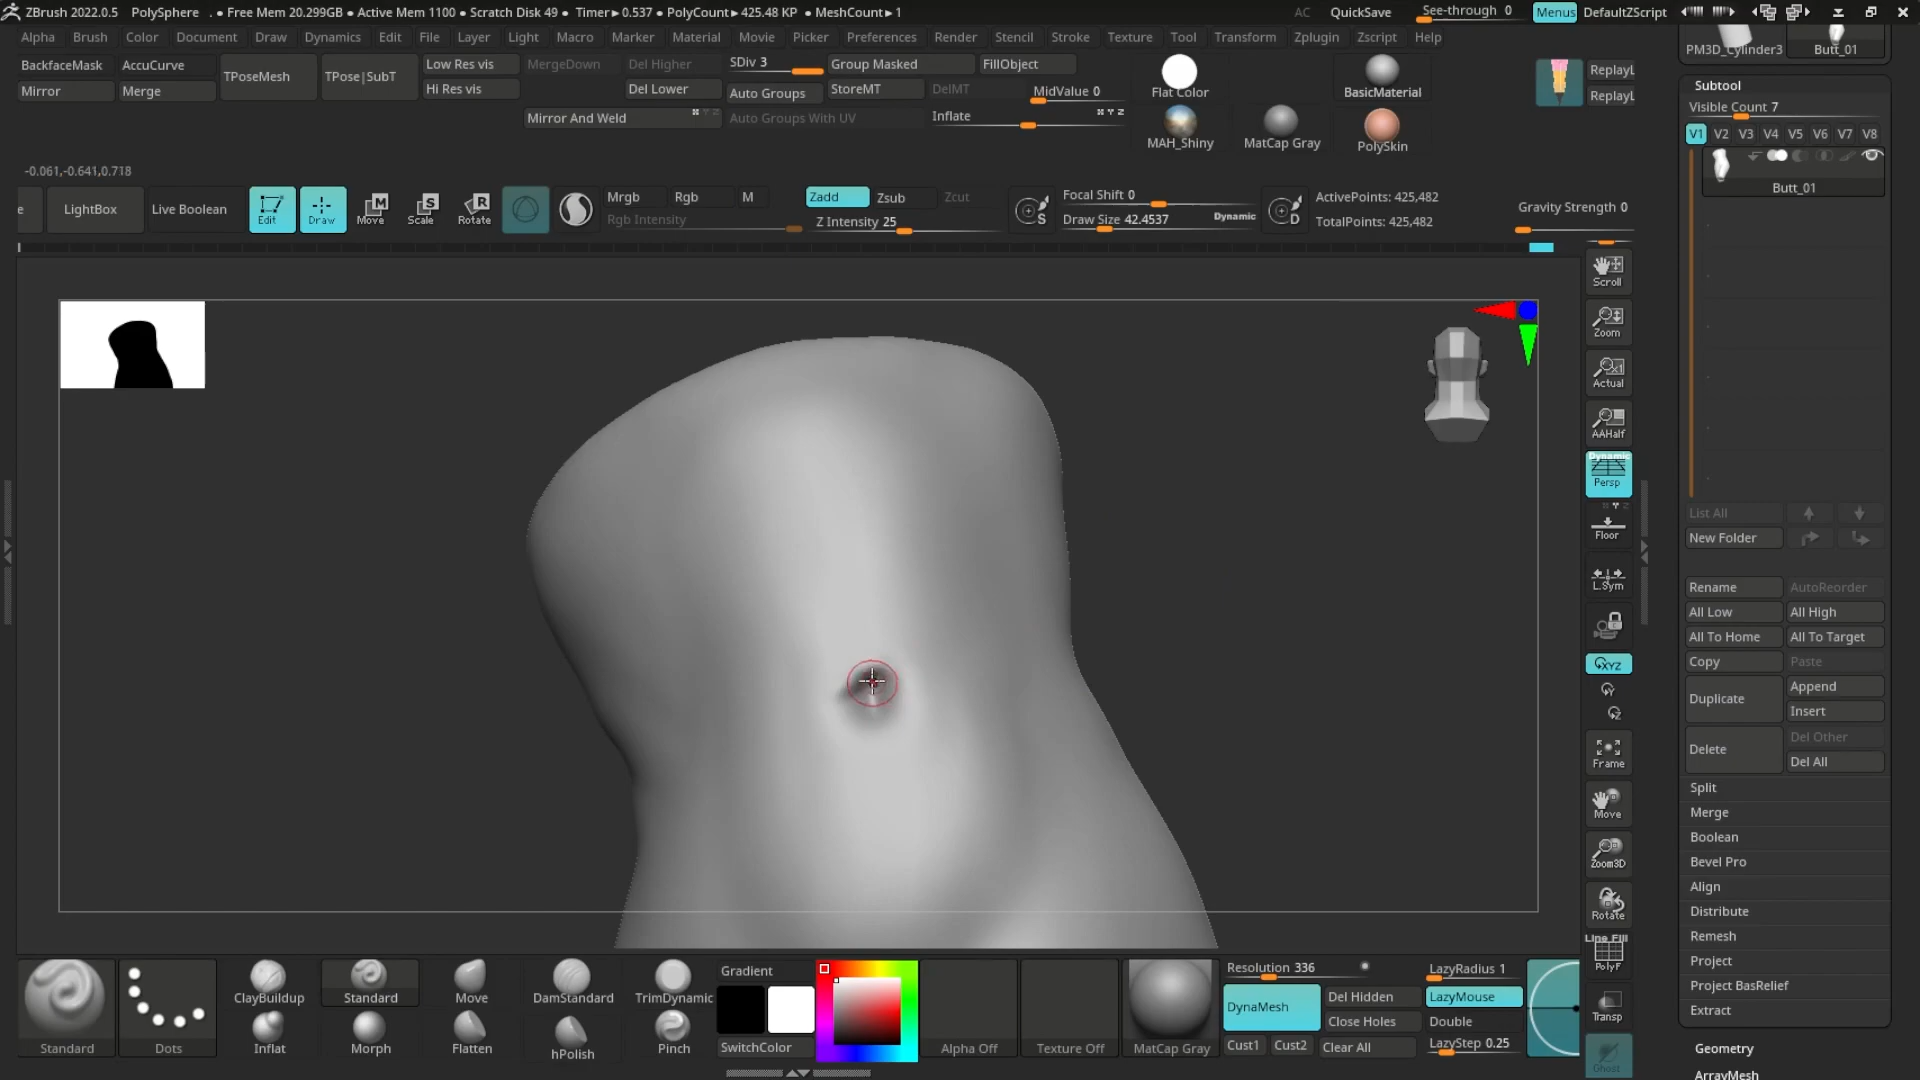 ZBrush 2022.0.5 PolySphere . ● Free Mem 20.299GB ● Active Mem 1100 ● Scratch Disk 49 ● Timer▸0.537 ● PolyCount▸425.48 KP ● MeshCount▸1 AC QuickSave See-through 0 Menus DefaultZScript
Alpha Brush Color Document Draw Dynamics Edit File Layer Light Macro Marker Material Movie Picker Preferences Render Stencil Stroke Texture Tool Transform Zplugin Zscript Help
PM3D_Cylinder3 Butt_01
BackfaceMask AccuCurve TPoseMesh TPose|SubT Low Res vis MergeDown Del Higher SDiv 3 Group Masked FillObject
Mirror Merge Hi Res vis Del Lower Auto Groups StoreMT DelMT MidValue 0
Flat Color BasicMaterial ReplayL
ReplayL
Mirror And Weld Auto Groups With UV Inflate
MAH_Shiny MatCap Gray PolySkin
-0.061,-0.641,0.718
e LightBox Live Boolean Edit Draw Move Scale Rotate
Mrgb Rgb M Zadd Zsub Zcut Focal Shift 0 ActivePoints: 425,482
Rgb Intensity Z Intensity 25 Draw Size 42.4537 Dynamic TotalPoints: 425,482
S D
Gravity Strength 0
Scroll
Zoom
Actual
AAHalf
Dynamic
Persp
Floor
L.Sym
XYZ
Y
Z
Frame
Move
Zoom3D
Rotate
Line Fill
PolyF
Transp
Ghost
Subtool
Visible Count 7
V1 V2 V3 V4 V5 V6 V7 V8
Butt_01
List All
New Folder
Rename AutoReorder
All Low All High
All To Home All To Target
Copy Paste
Duplicate Append
Insert
Delete Del Other
Del All
Split
Merge
Boolean
Bevel Pro
Align
Distribute
Remesh
Project
Project BasRelief
Extract
Geometry
ArrayMesh
Standard Dots
ClayBuildup Standard Move DamStandard TrimDynamic
Inflat Morph Flatten hPolish Pinch
Gradient
SwitchColor
Alpha Off Texture Off MatCap Gray
Resolution 336 LazyRadius 1
DynaMesh Del Hidden LazyMouse
Close Holes Double
Cust1 Cust2 Clear All LazyStep 0.25